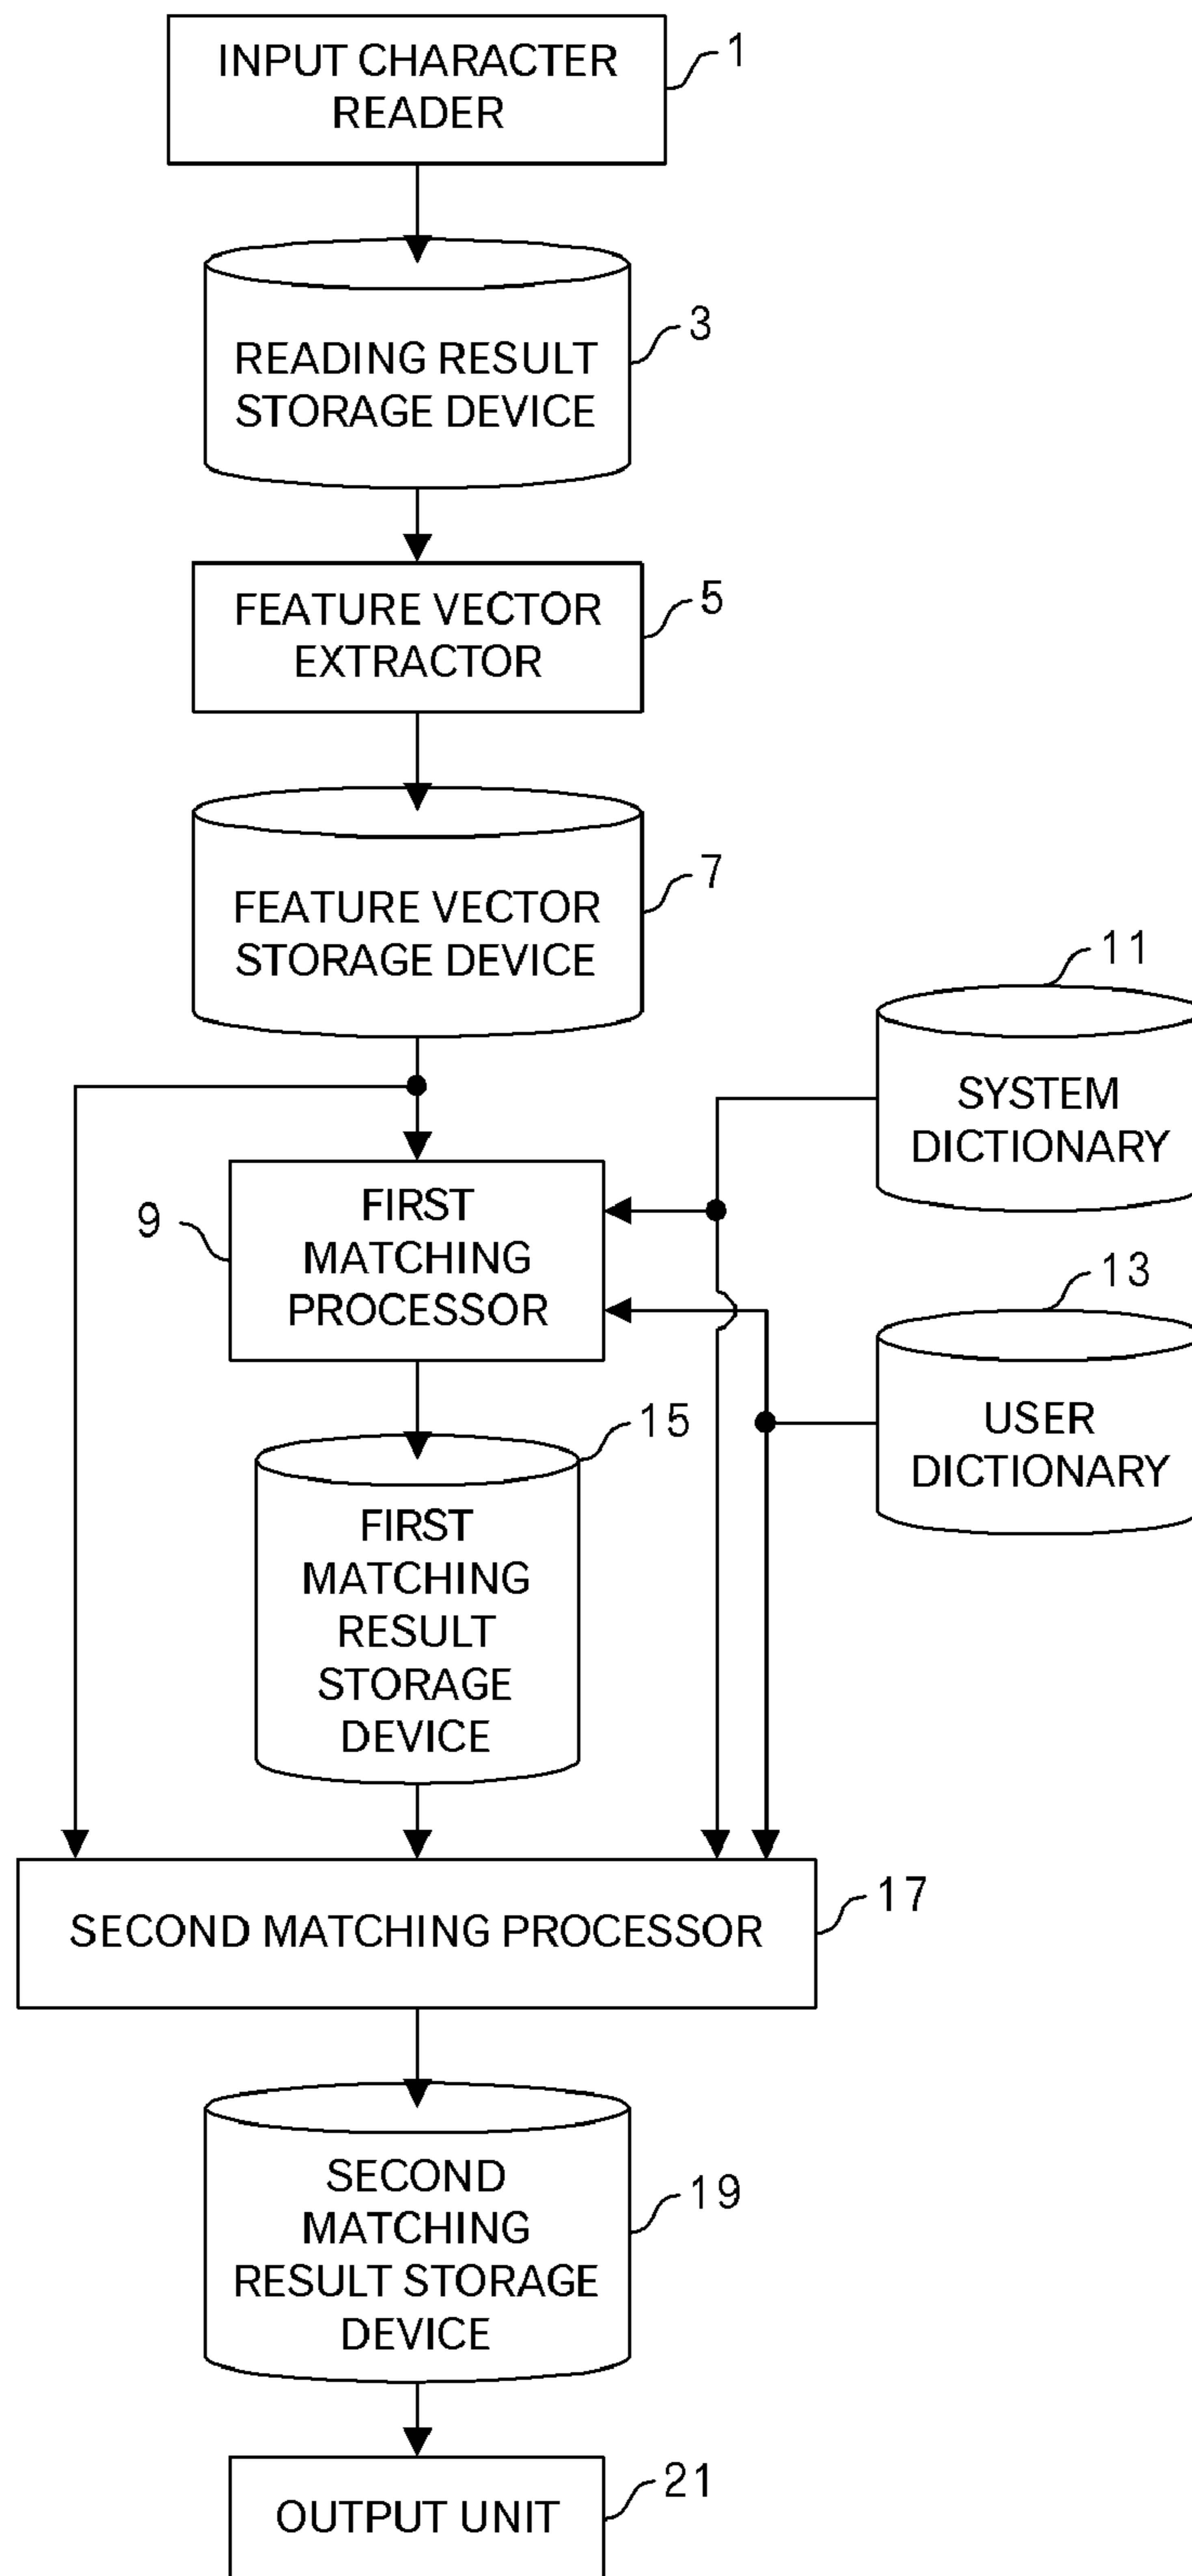 INPUT CHARACTER
READER
1
READING RESULT
STORAGE DEVICE
3
FEATURE VECTOR
EXTRACTOR
5
FEATURE VECTOR
STORAGE DEVICE
7
11
SYSTEM
DICTIONARY
9
FIRST
MATCHING
PROCESSOR
13
USER
DICTIONARY
15
FIRST
MATCHING
RESULT
STORAGE
DEVICE
17
SECOND MATCHING PROCESSOR
SECOND
MATCHING
RESULT STORAGE
DEVICE
19
21
OUTPUT UNIT